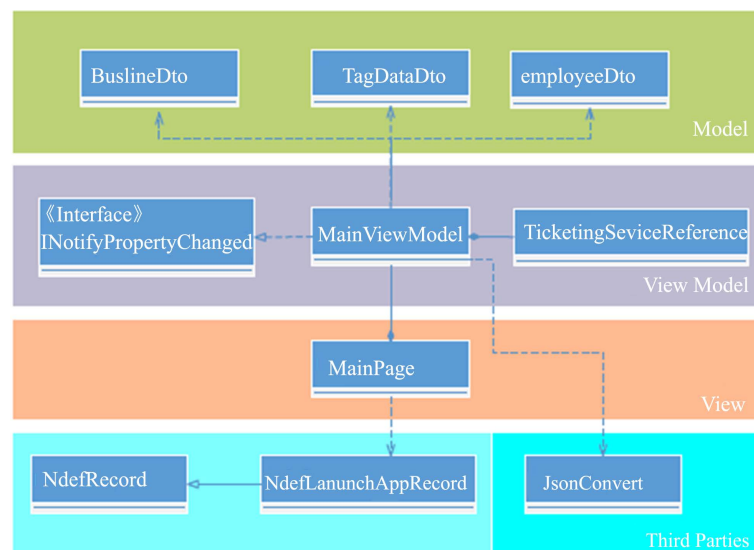 BuslineDto
TagDataDto
employeeDto
Model
《Interface》
INotifyPropertyChanged
MainViewModel
TicketingSeviceReference
View Model
MainPage
View
NdefRecord
NdefLanunchAppRecord
JsonConvert
Third Parties